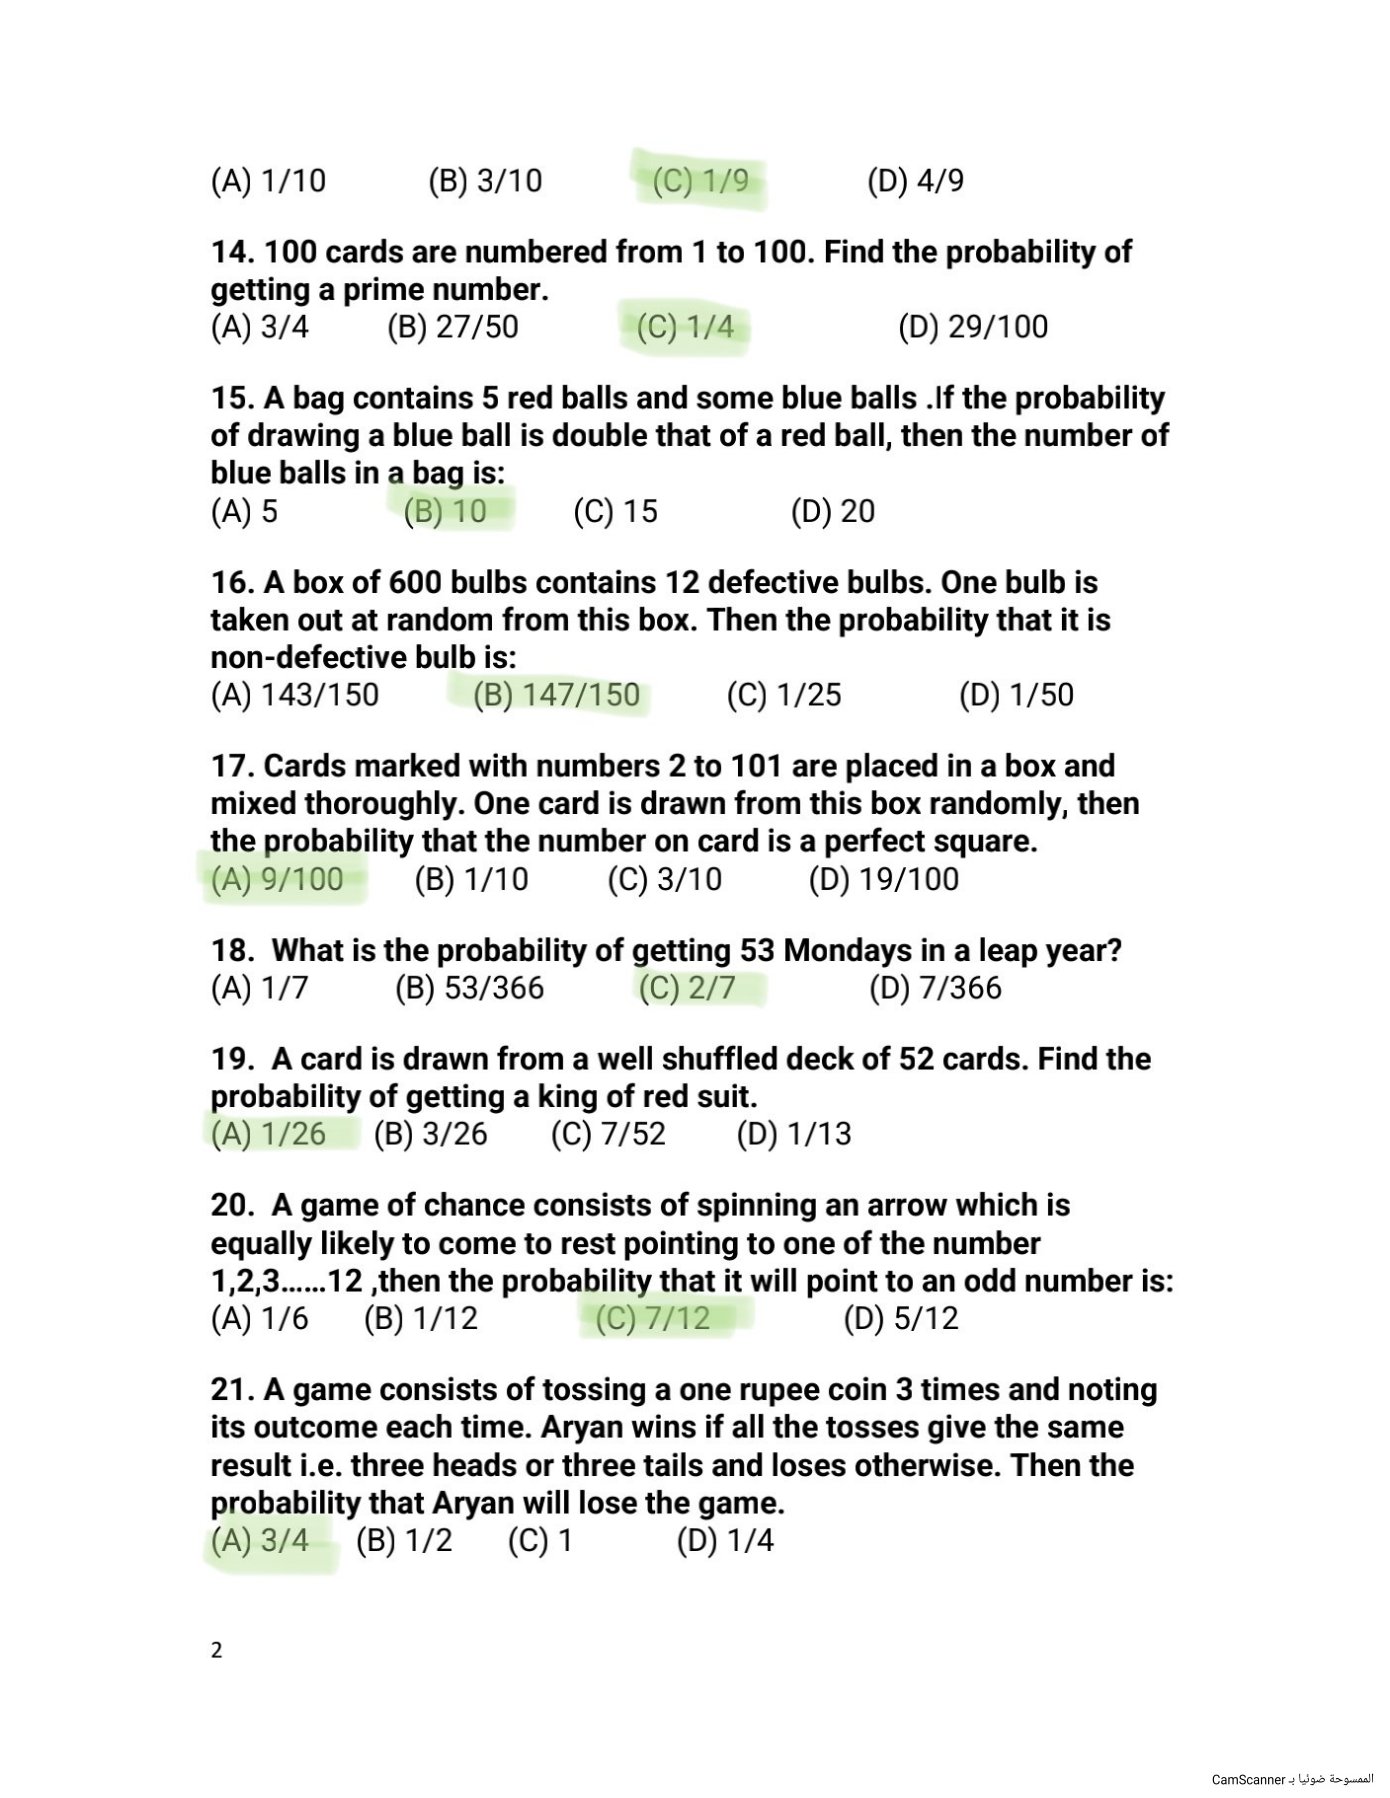 (A) 1/10 (B) 3/10 (C) 1/9 (D) 4/9
14. 100 cards are numbered from 1 to 100. Find the probability of
getting a prime number.
(A) 3/4 (B) 27/50 (C) 1/4 (D) 29/100
15. A bag contains 5 red balls and some blue balls .If the probability
of drawing a blue ball is double that of a red ball, then the number of
blue balls in a bag is:
(A) 5 (B) 10 (C) 15 (D) 20
16. A box of 600 bulbs contains 12 defective bulbs. One bulb is
taken out at random from this box. Then the probability that it is
non-defective bulb is:
(A) 143/150 (B) 147/150 (C) 1/25 (D) 1/50
17. Cards marked with numbers 2 to 101 are placed in a box and
mixed thoroughly. One card is drawn from this box randomly, then
the probability that the number on card is a perfect square.
(A) 9/100 (B) 1/10 (C) 3/10 (D) 19/100
18. What is the probability of getting 53 Mondays in a leap year?
(A) 1/7 (B) 53/366 (C) 2/7 (D) 7/366
19. A card is drawn from a well shuffled deck of 52 cards. Find the
probability of getting a king of red suit.
(A) 1/26 (B) 3/26 (C) 7/52 (D) 1/13
20. A game of chance consists of spinning an arrow which is
equally likely to come to rest pointing to one of the number
1,2,3……12 ,then the probability that it will point to an odd number is:
(A) 1/6 (B) 1/12 (C) 7/12 (D) 5/12
21. A game consists of tossing a one rupee coin 3 times and noting
its outcome each time. Aryan wins if all the tosses give the same
result i.e. three heads or three tails and loses otherwise. Then the
probability that Aryan will lose the game.
(A) 3/4 (B) 1/2 (C) 1 (D) 1/4
2
الممسوحة ضوئيا بـ CamScanner